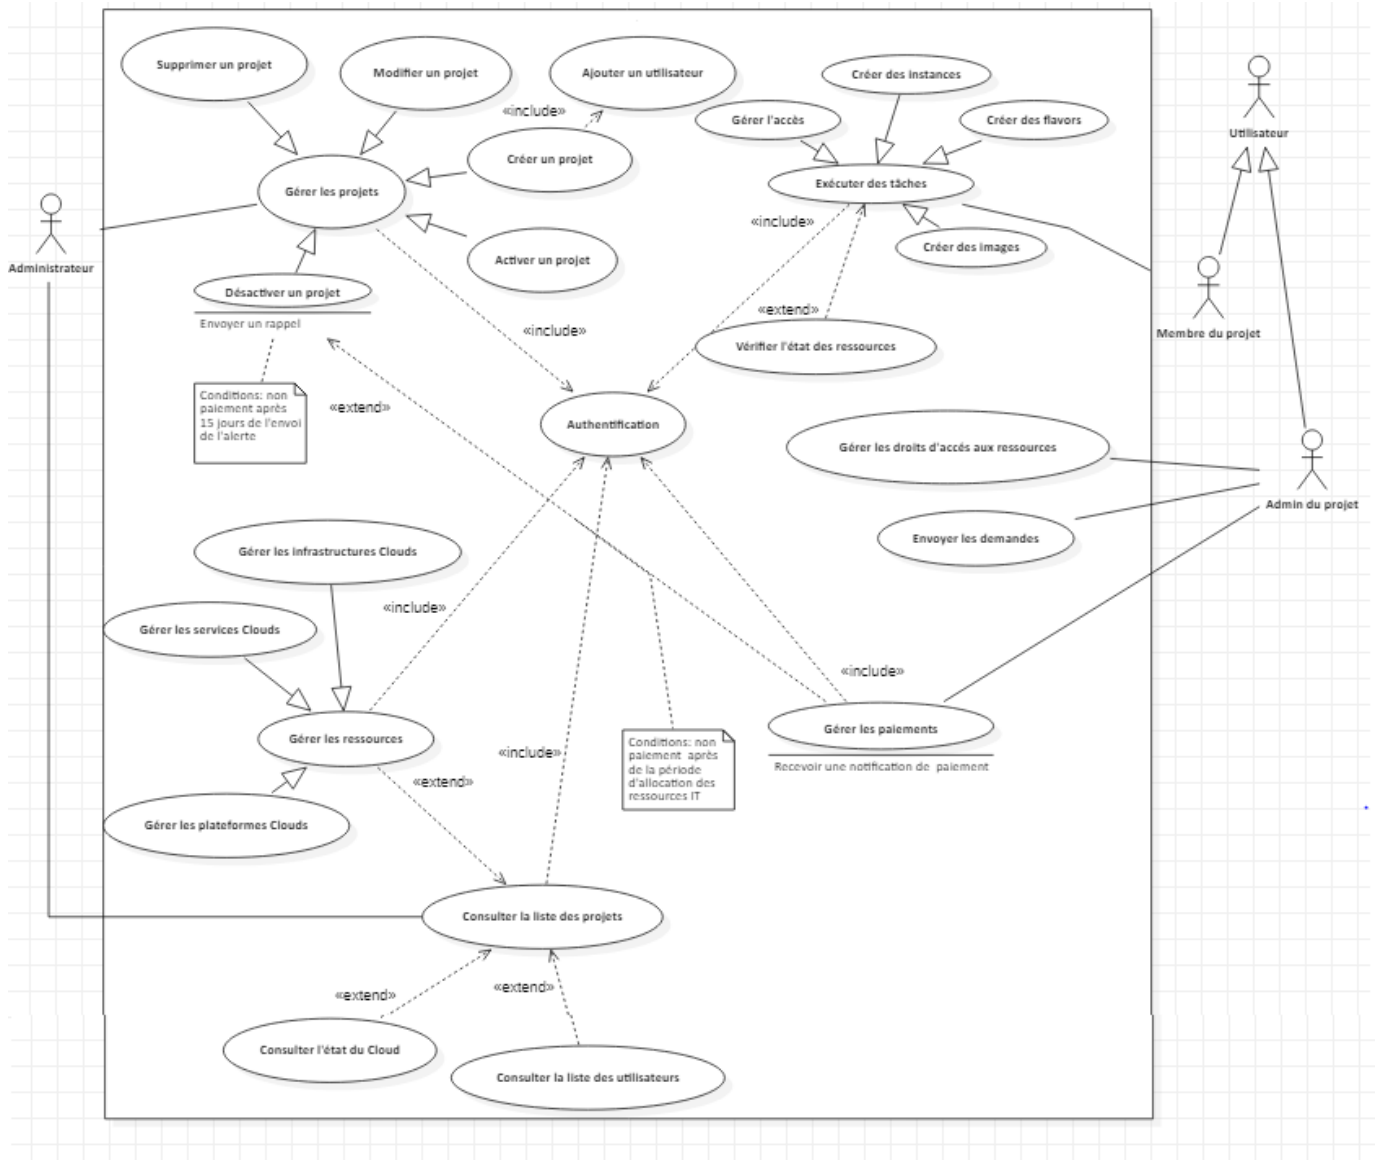 Supprimer un projet
Modifier un projet
Ajouter un utilisateur
Créer des instances
«include»
Gérer l'accès
Créer des flavors
Utilisateur
Créer un projet
Gérer les projets
Exécuter des tâches
«include»
Créer des images
Administrateur
Activer un projet
Désactiver un projet
Envoyer un rappel
«include»
«extend»
Vérifier l'état des ressources
Membre du projet
Conditions: non
paiement après
15 jours de l'envoi
de l'alerte
«extend»
Authentification
Gérer les droits d'accés aux ressources
Admin du projet
Envoyer les demandes
Gérer les infrastructures Clouds
«include»
Gérer les services Clouds
«include»
Gérer les ressources
Gérer les paiements
Recevoir une notification de  paiement
Conditions: non
paiement  après
de la période
d'allocation des
ressources IT
«include»
«extend»
Gérer les plateformes Clouds
Consulter la liste des projets
«extend»
«extend»
Consulter l'état du Cloud
Consulter la liste des utilisateurs